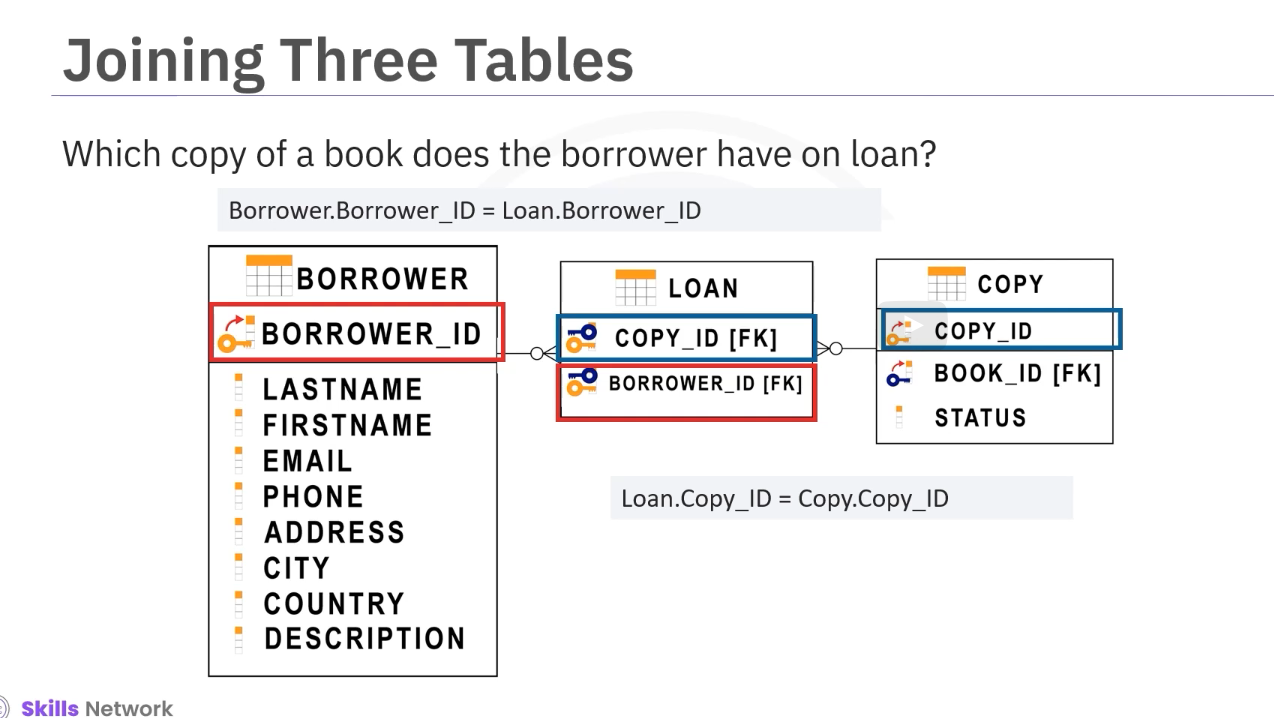 Joining Three Tables
Which copy of a book does the borrower have on loan?
Borrower.Borrower_ID = Loan.Borrower_ID
BORROWER
BORROWER_ID
LASTNAME
FIRSTNAME
EMAIL
PHONE
ADDRESS
CITY
COUNTRY
DESCRIPTION
LOAN
COPY_ID [FK]
BORROWER_ID [FK]
COPY
COPY_ID
BOOK_ID [FK]
STATUS
Loan.Copy_ID = Copy.Copy_ID
Skills Network